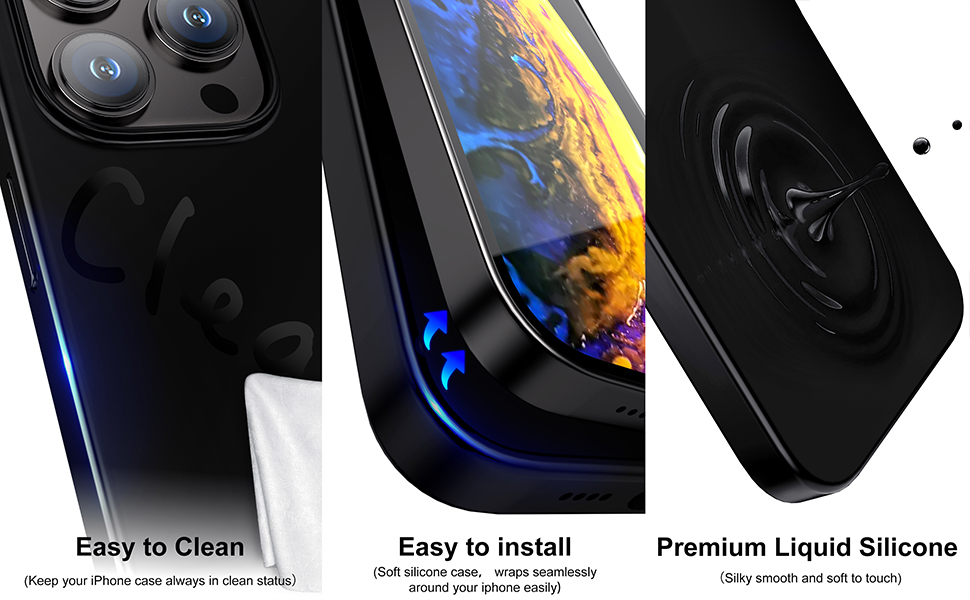 Clea
Easy to Clean
(Keep your iPhone case always in clean status)
Easy to install
(Soft silicone case, wraps seamlessly
around your iphone easily)
Premium Liquid Silicone
(Silky smooth and soft to touch)